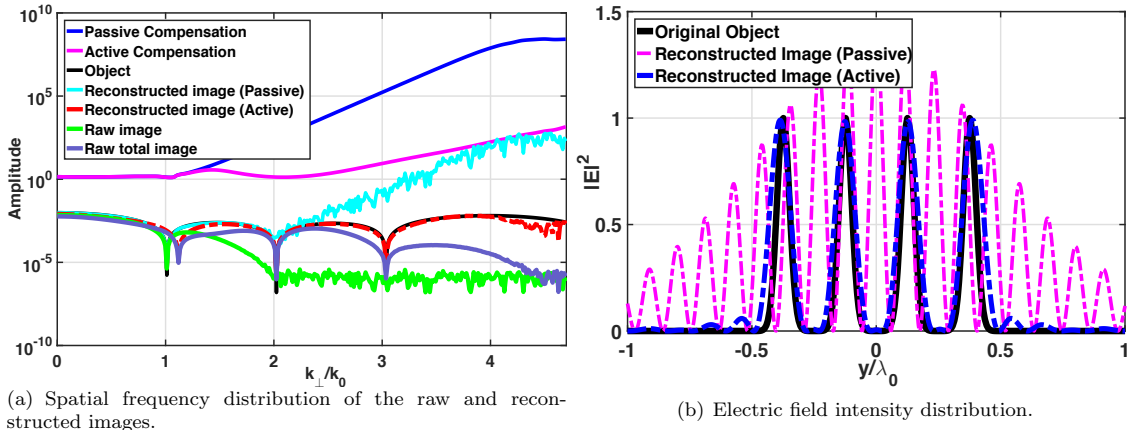 10^10
10^5
10^0
10^-5
10^-10
Amplitude
Passive Compensation
Active Compensation
Object
Reconstructed image (Passive)
Reconstructed image (Active)
Raw image
Raw total image
0 1 2 3 4
k⊥/k0
(a) Spatial frequency distribution of the raw and recon-
structed images.
1.5
1
0.5
0
|E|^2
Original Object
Reconstructed Image (Passive)
Reconstructed Image (Active)
-1 -0.5 0 0.5 1
y/λ0
(b) Electric field intensity distribution.